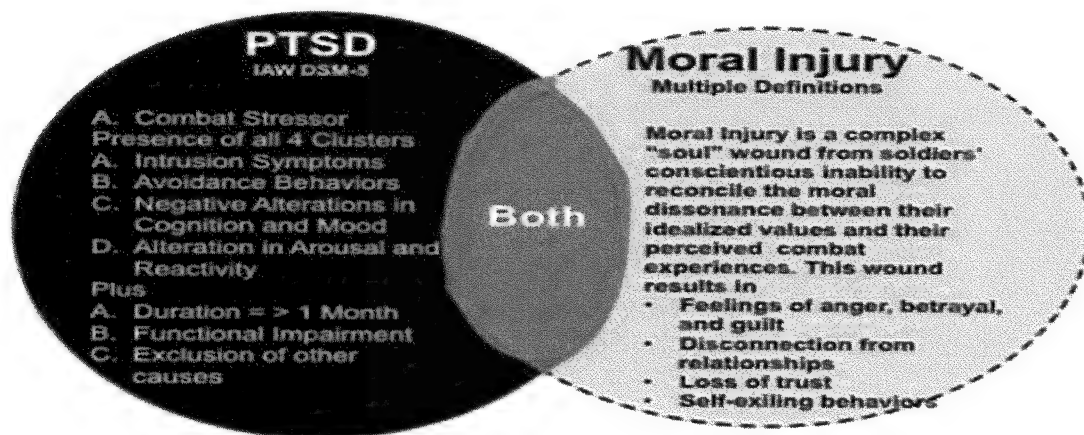 PTSD
IAW DSM-5
A. Combat Stressor
Presence of all 4 Clusters
A. Intrusion Symptoms
B. Avoidance Behaviors
C. Negative Alterations in
Cognition and Mood
D. Alteration in Arousal and
Reactivity
Plus
A. Duration = > 1 Month
B. Functional Impairment
C. Exclusion of other
causes
Both
Moral Injury
Multiple Definitions
Moral Injury is a complex
"soul" wound from soldiers'
conscientious inability to
reconcile the moral
dissonance between their
idealized values and their
perceived combat
experiences. This wound
results in
• Feelings of anger, betrayal,
and guilt
• Disconnection from
relationships
• Loss of trust
• Self-exiling behaviors